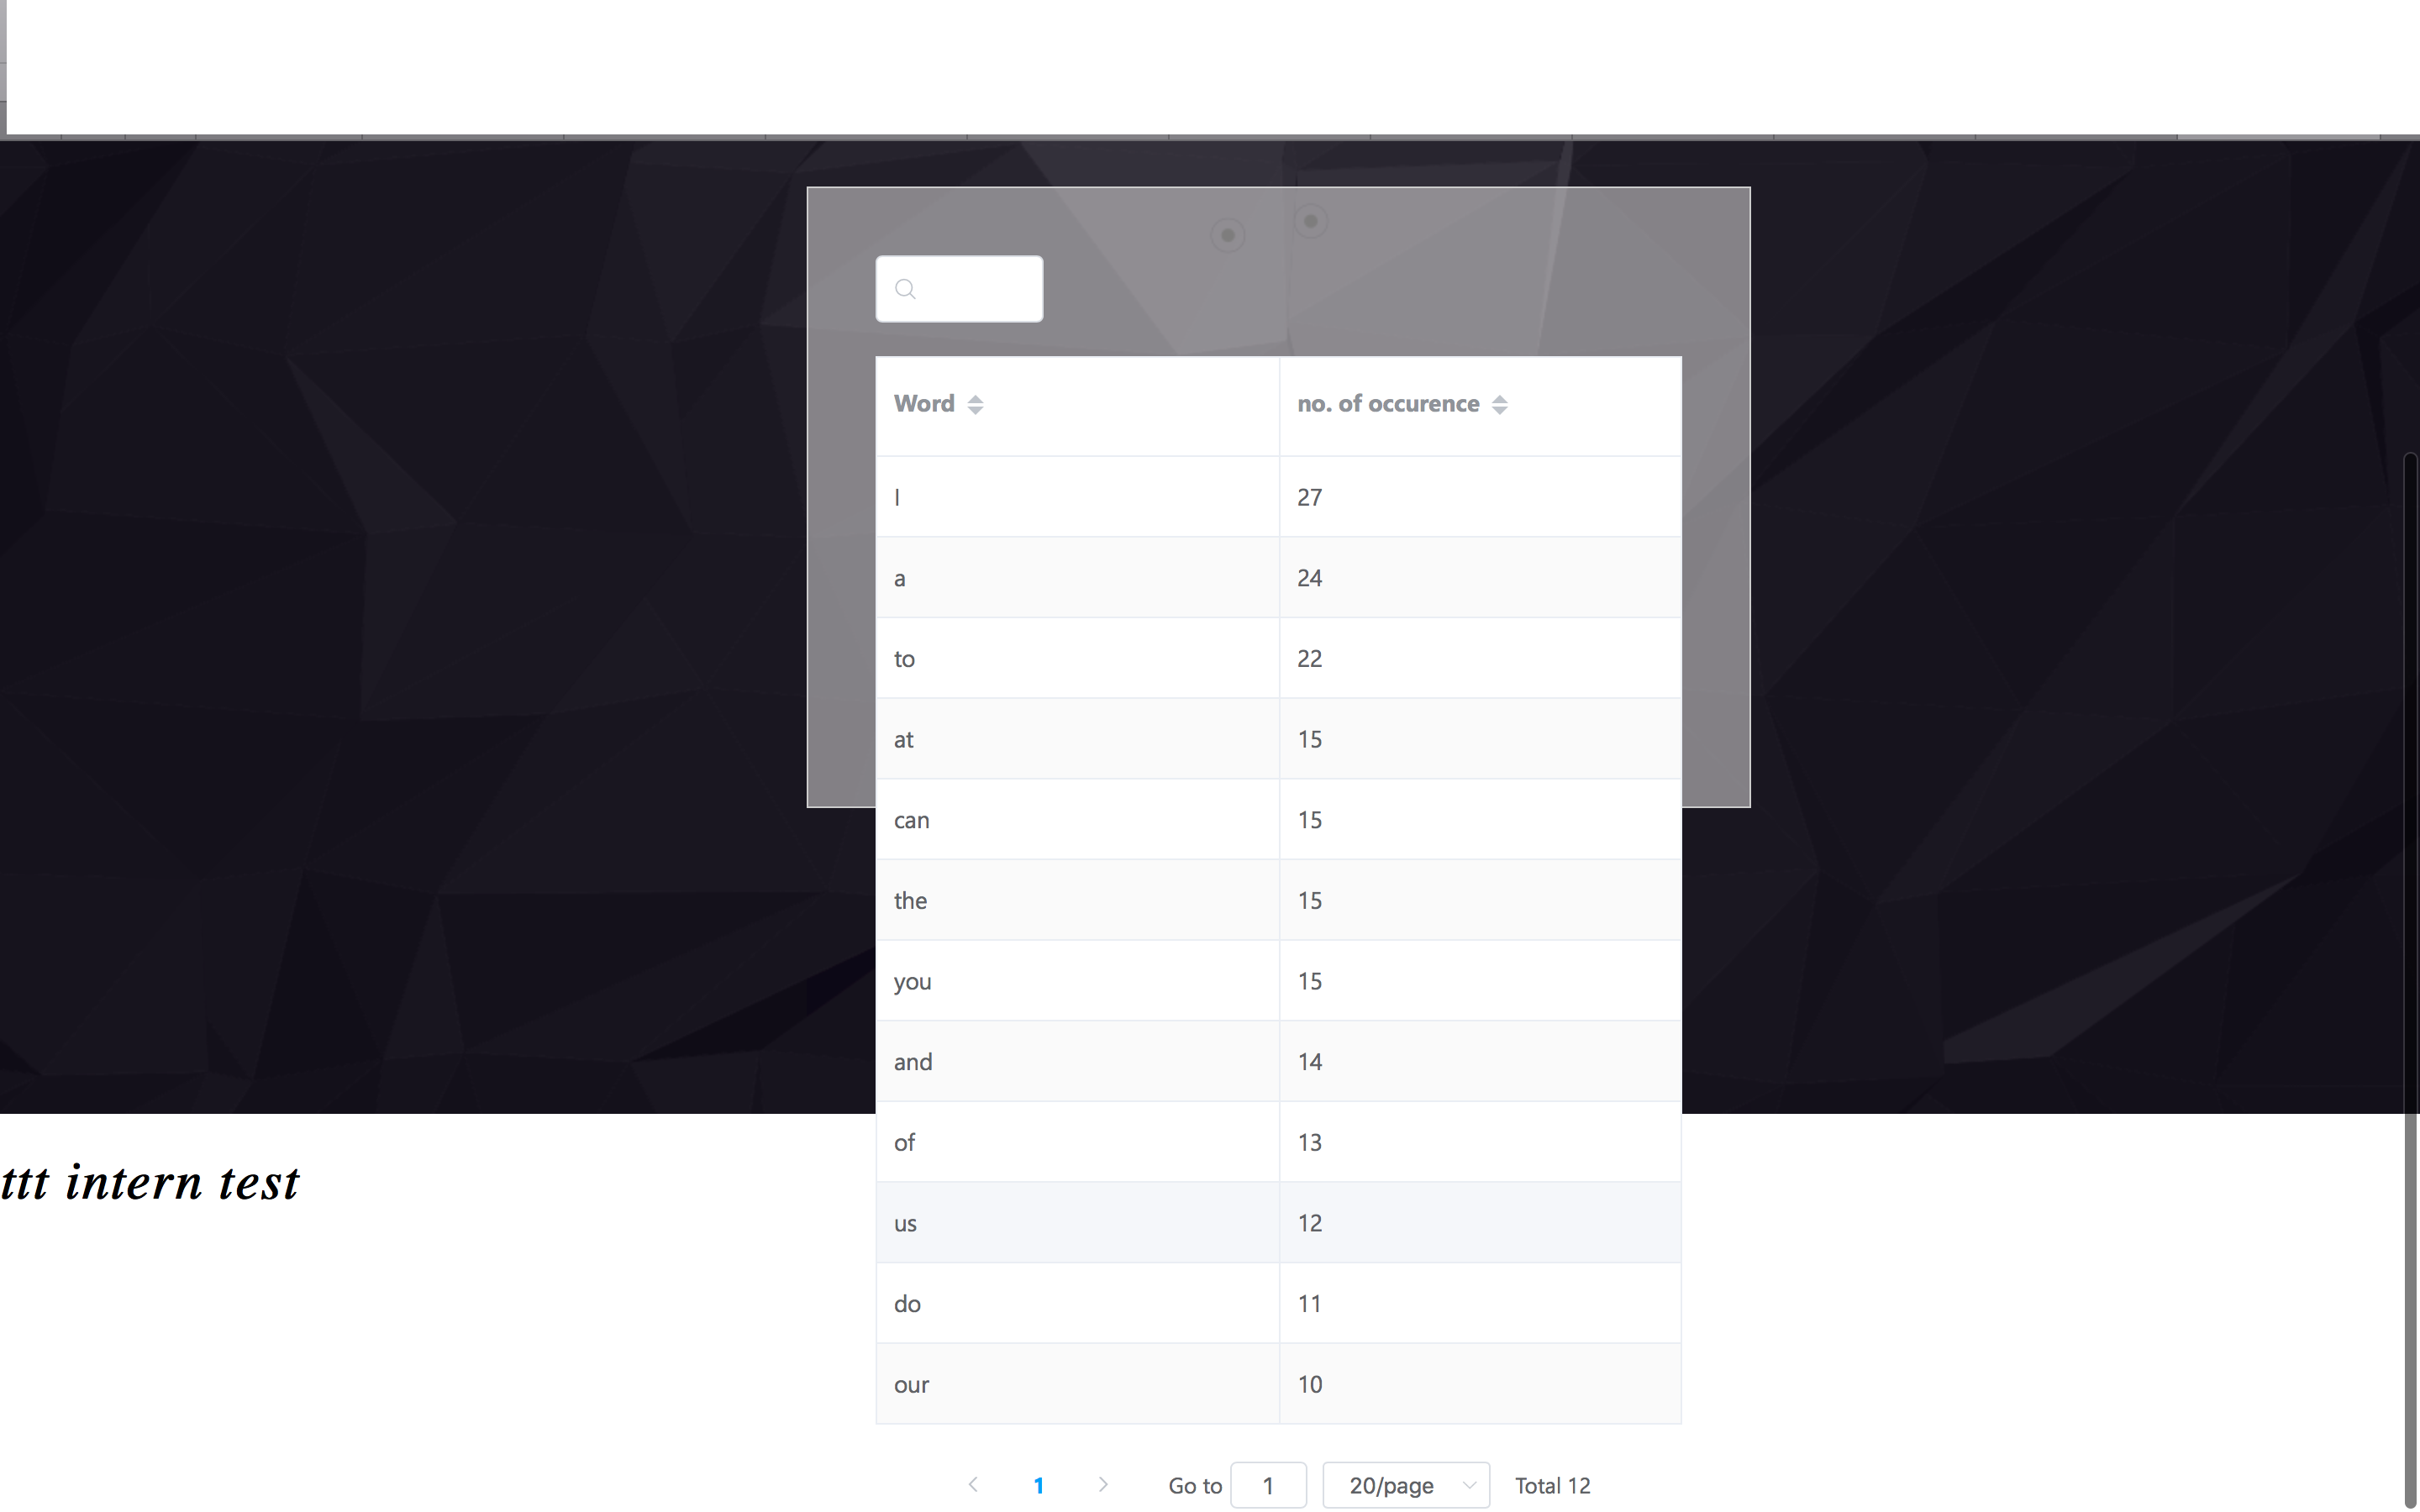 Word no. of occurence
I 27
a 24
to 22
at 15
can 15
the 15
you 15
and 14
of 13
us 12
do 11
our 10
ttt intern test
1 Go to 1 20/page Total 12